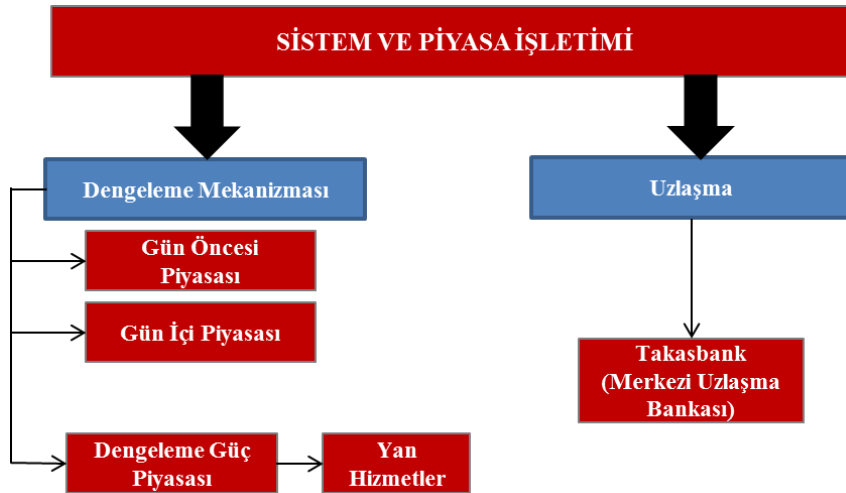 SİSTEM VE PİYASA İŞLETİMİ
Dengeleme Mekanizması
Uzlaşma
Gün Öncesi
Piyasası
Gün İçi Piyasası
Takasbank
(Merkezi Uzlaşma
Bankası)
Dengeleme Güç
Piyasası
Yan
Hizmetler